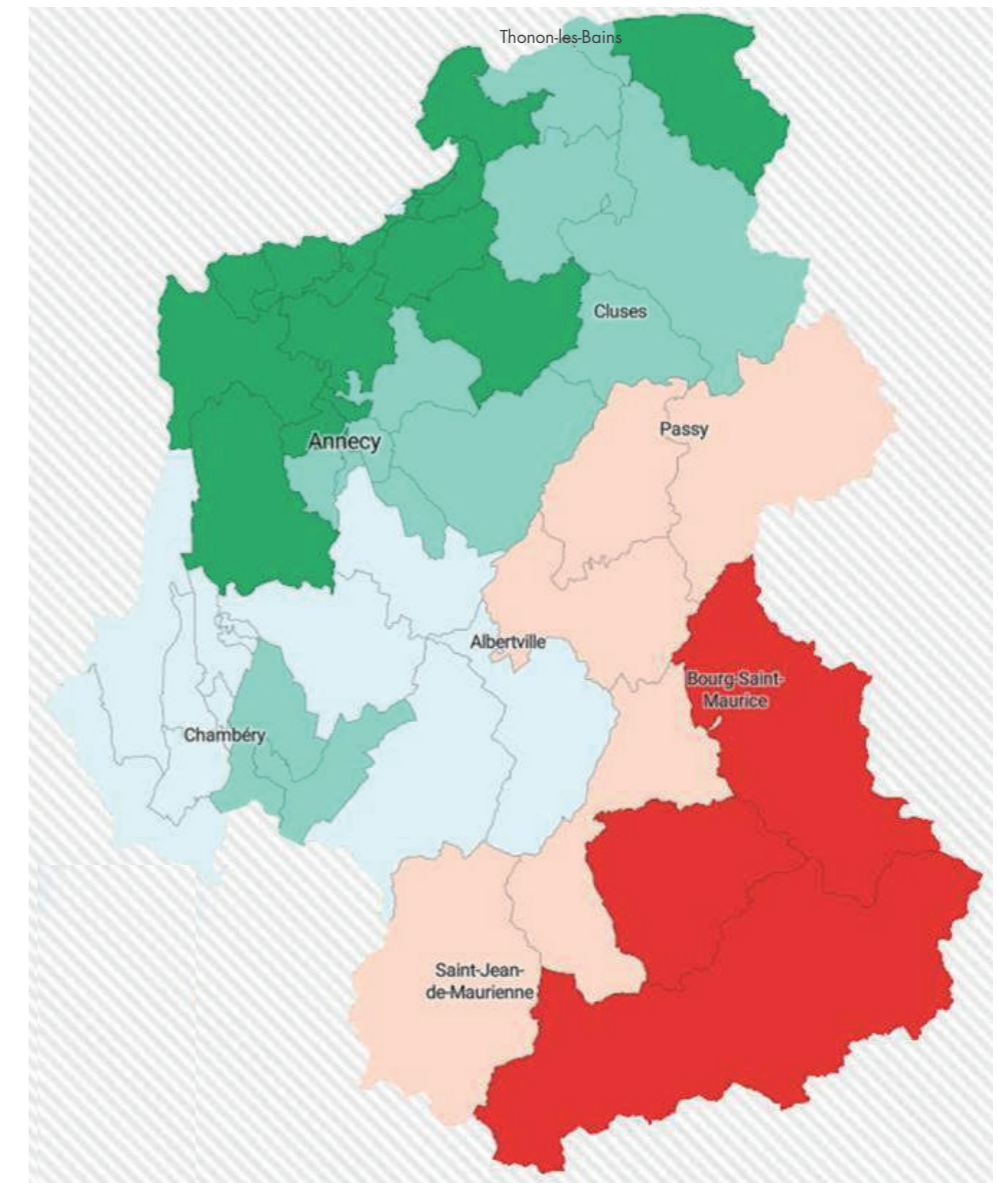 Thonon-les-Bains
Cluses
Passy
Annecy
Albertville
Bourg-Saint-
Maurice
Chambéry
Saint-Jean-
de-Maurienne